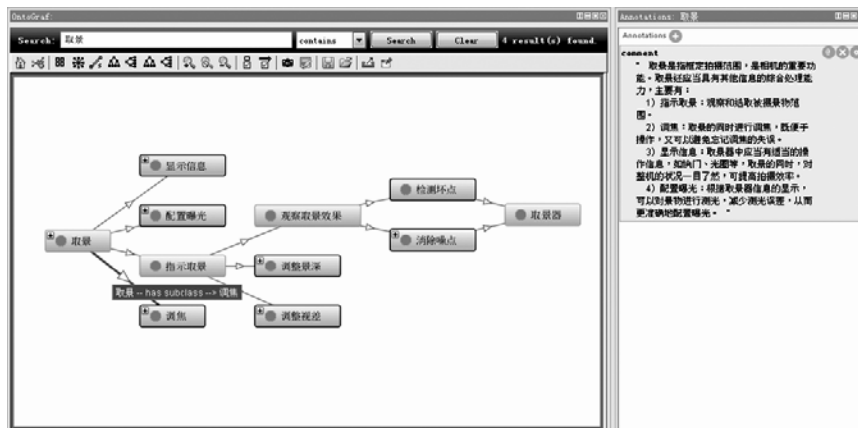 OntoGraf:
Search: 取景 contains Search Clear 4 result(s) found.
显示信息
配置曝光
取景
指示取景
取景 -- has subclass --> 调焦
调焦
观察取景效果
调整景深
调整视差
检测坏点
消除噪点
取景器
Annotations: 取景
Annotations
comment
" 取景是指框定拍摄范围，是相机的重要功
能。取景还应当具有其他信息的综合处理能
力，主要有：
1）指示取景：观察和选取被摄景物范
围。
2）调焦：取景的同时进行调焦，既便于
操作，又可以避免忘记调焦的失误。
3）显示信息：取景器中应当有适当的操
作信息，如快门、光圈等，取景的同时，对
整机的状况一目了然，可提高拍摄效率。
4）配置曝光：根据取景器信息的显示，
可以对景物进行测光，减少测光误差，从而
更准确地配置曝光。 "